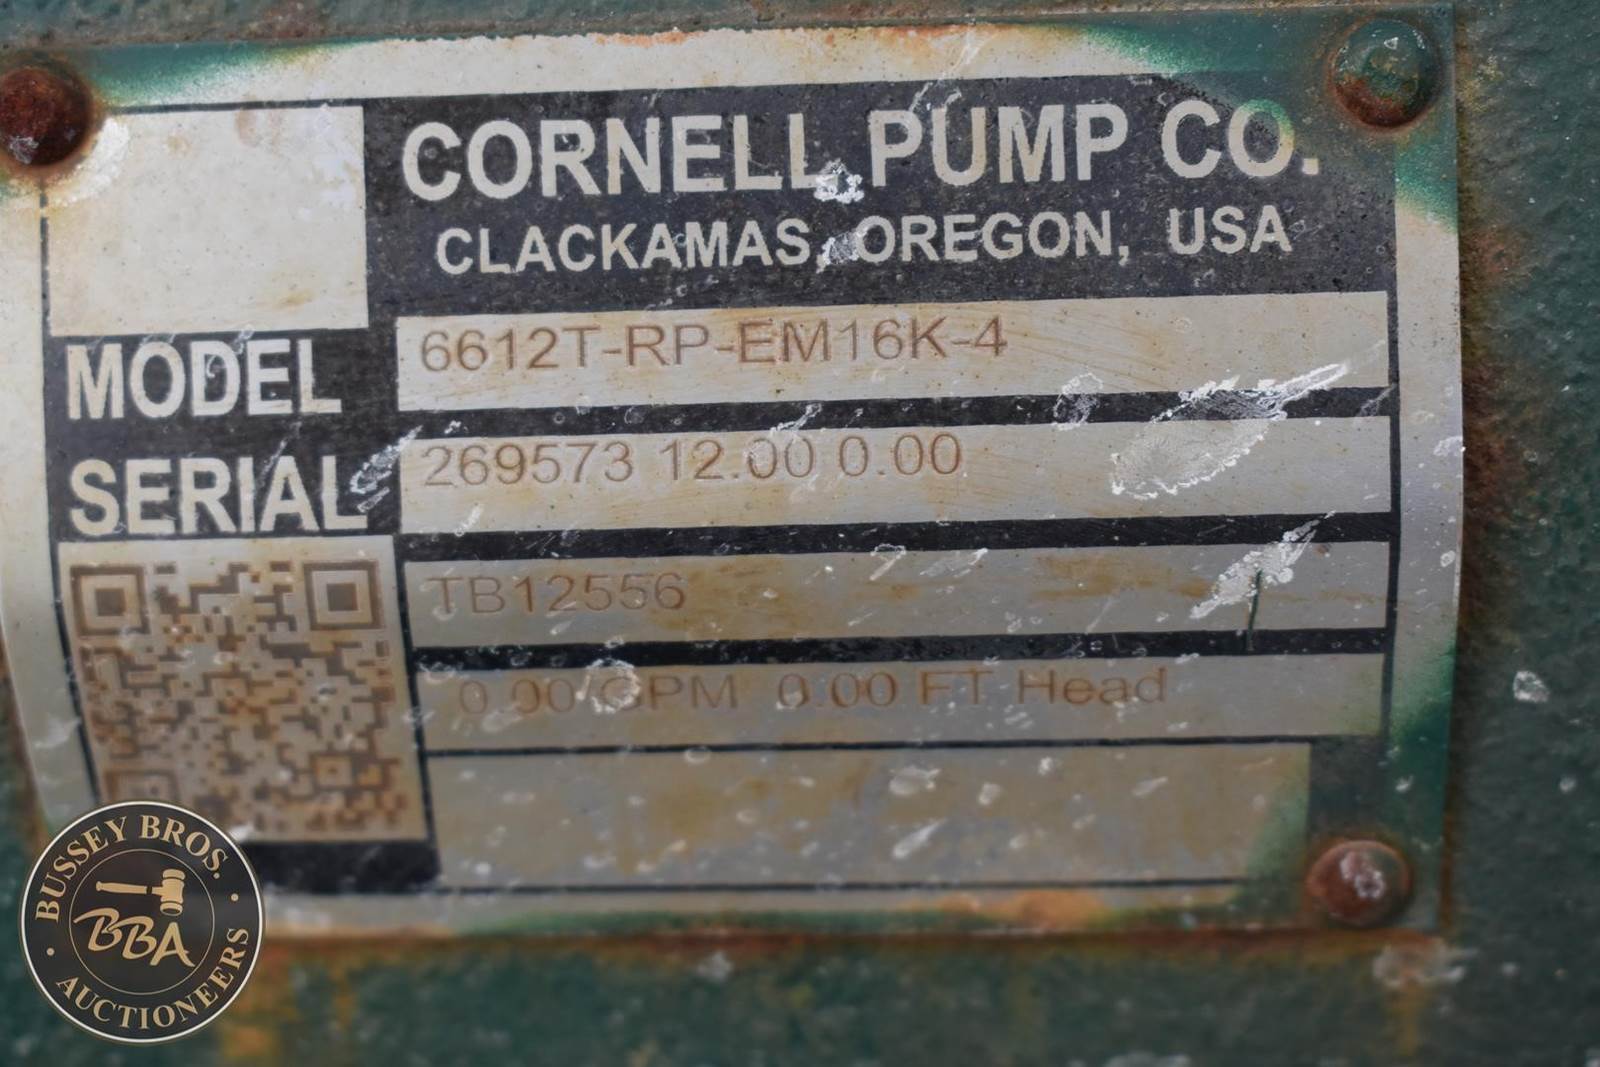 CORNELL PUMP CO.
CLACKAMAS, OREGON, USA
MODEL 6612T-RP-EM16K-4
SERIAL 269573 12.00 0.00
TB12556
0.00 GPM 0.00 FT Head
BUSSEY BROS.
BBA
AUCTIONEERS